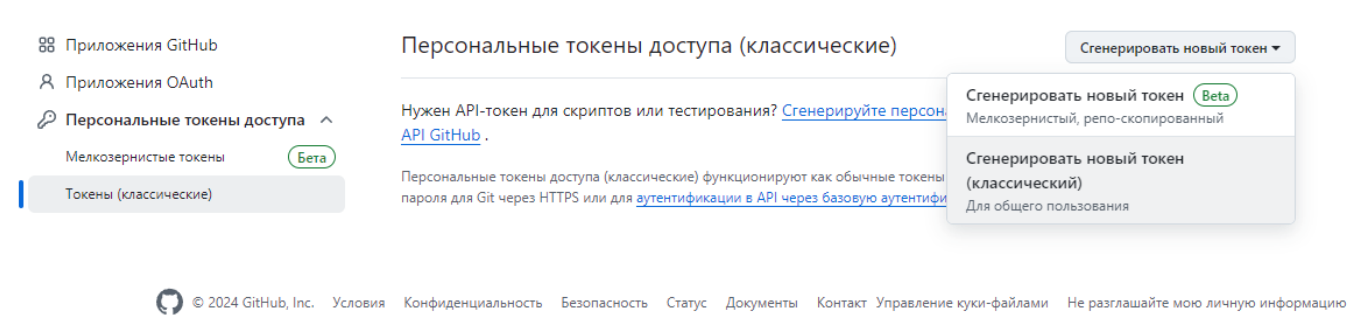 Приложения GitHub
Приложения OAuth
Персональные токены доступа
Мелкозернистые токены Бета
Токены (классические)
Персональные токены доступа (классические)
Сгенерировать новый токен
Нужен API-токен для скриптов или тестирования? Сгенерируйте персон
API GitHub .
Персональные токены доступа (классические) функционируют как обычные токены
пароля для Git через HTTPS или для аутентификации в API через базовую аутентифи
Сгенерировать новый токен Beta
Мелкозернистый, репо-скопированный
Сгенерировать новый токен
(классический)
Для общего пользования
© 2024 GitHub, Inc. Условия Конфиденциальность Безопасность Статус Документы Контакт Управление куки-файлами Не разглашайте мою личную информацию